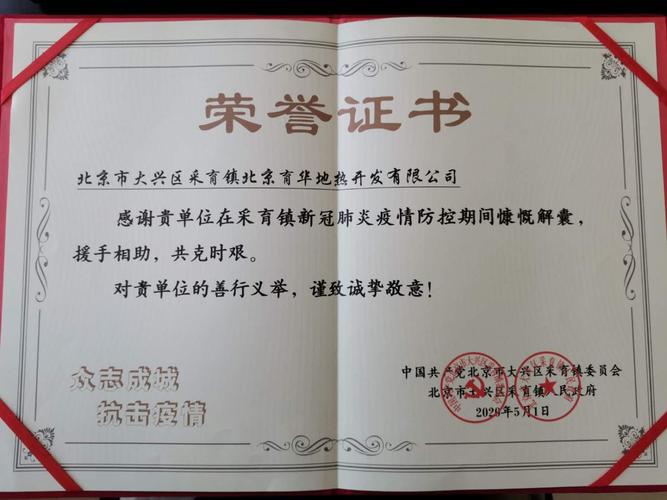 荣誉证书
北京市大兴区采育镇北京育华地热开发有限公司
感谢贵单位在采育镇新冠肺炎疫情防控期间慷慨解囊，
援手相助，共克时艰。
对贵单位的善行义举，谨致诚挚敬意！
众志成城
抗击疫情
中国共产党北京市大兴区采育镇委员会
北京市大兴区采育镇人民政府
2020年5月1日